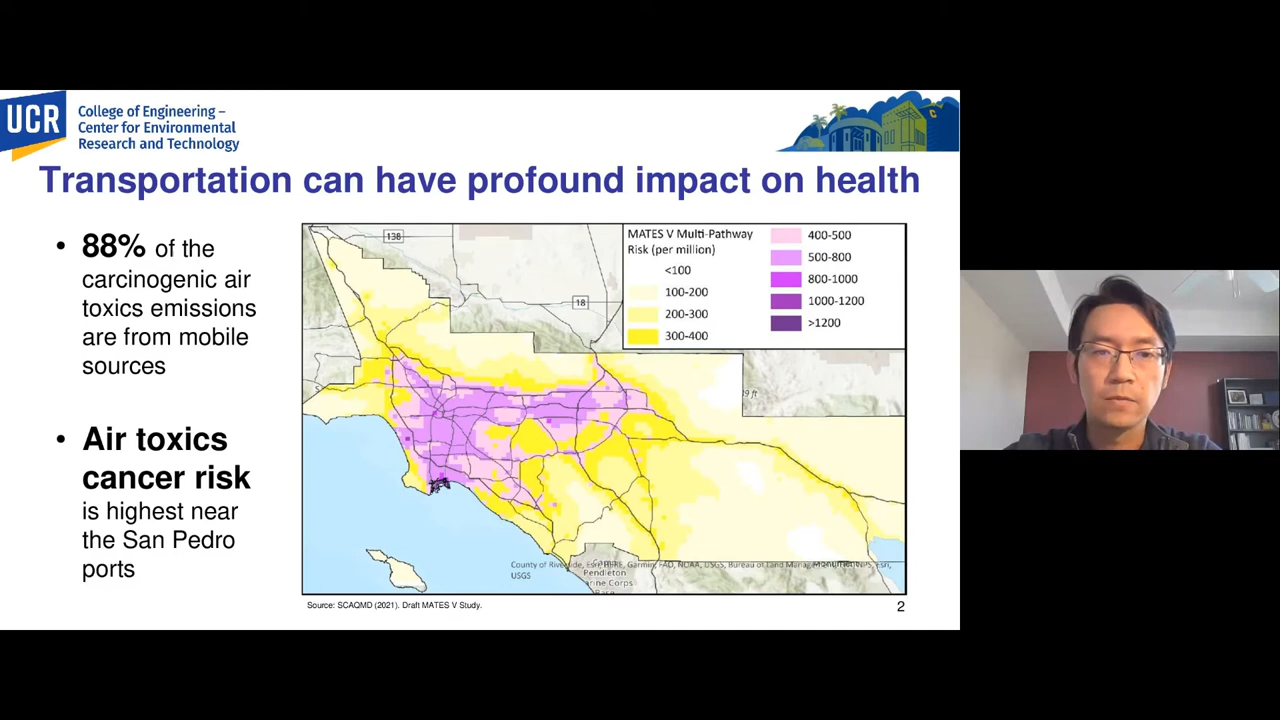 UCR
College of Engineering –
Center for Environmental
Research and Technology
C
Transportation can have profound impact on health
• 88% of the
carcinogenic air
toxics emissions
are from mobile
sources
• Air toxics
cancer risk
is highest near
the San Pedro
ports
138
18
MATES V Multi-Pathway
Risk (per million)
<100
100-200
200-300
300-400
400-500
500-800
800-1000
1000-1200
>1200
County of Riverside, Esri, HERE, Garmin, FAO, NOAA, USGS, Bureau of Land Management, NPS, Esri,
USGS
Pendleton
Source: SCAQMD (2021). Draft MATES V Study.
2